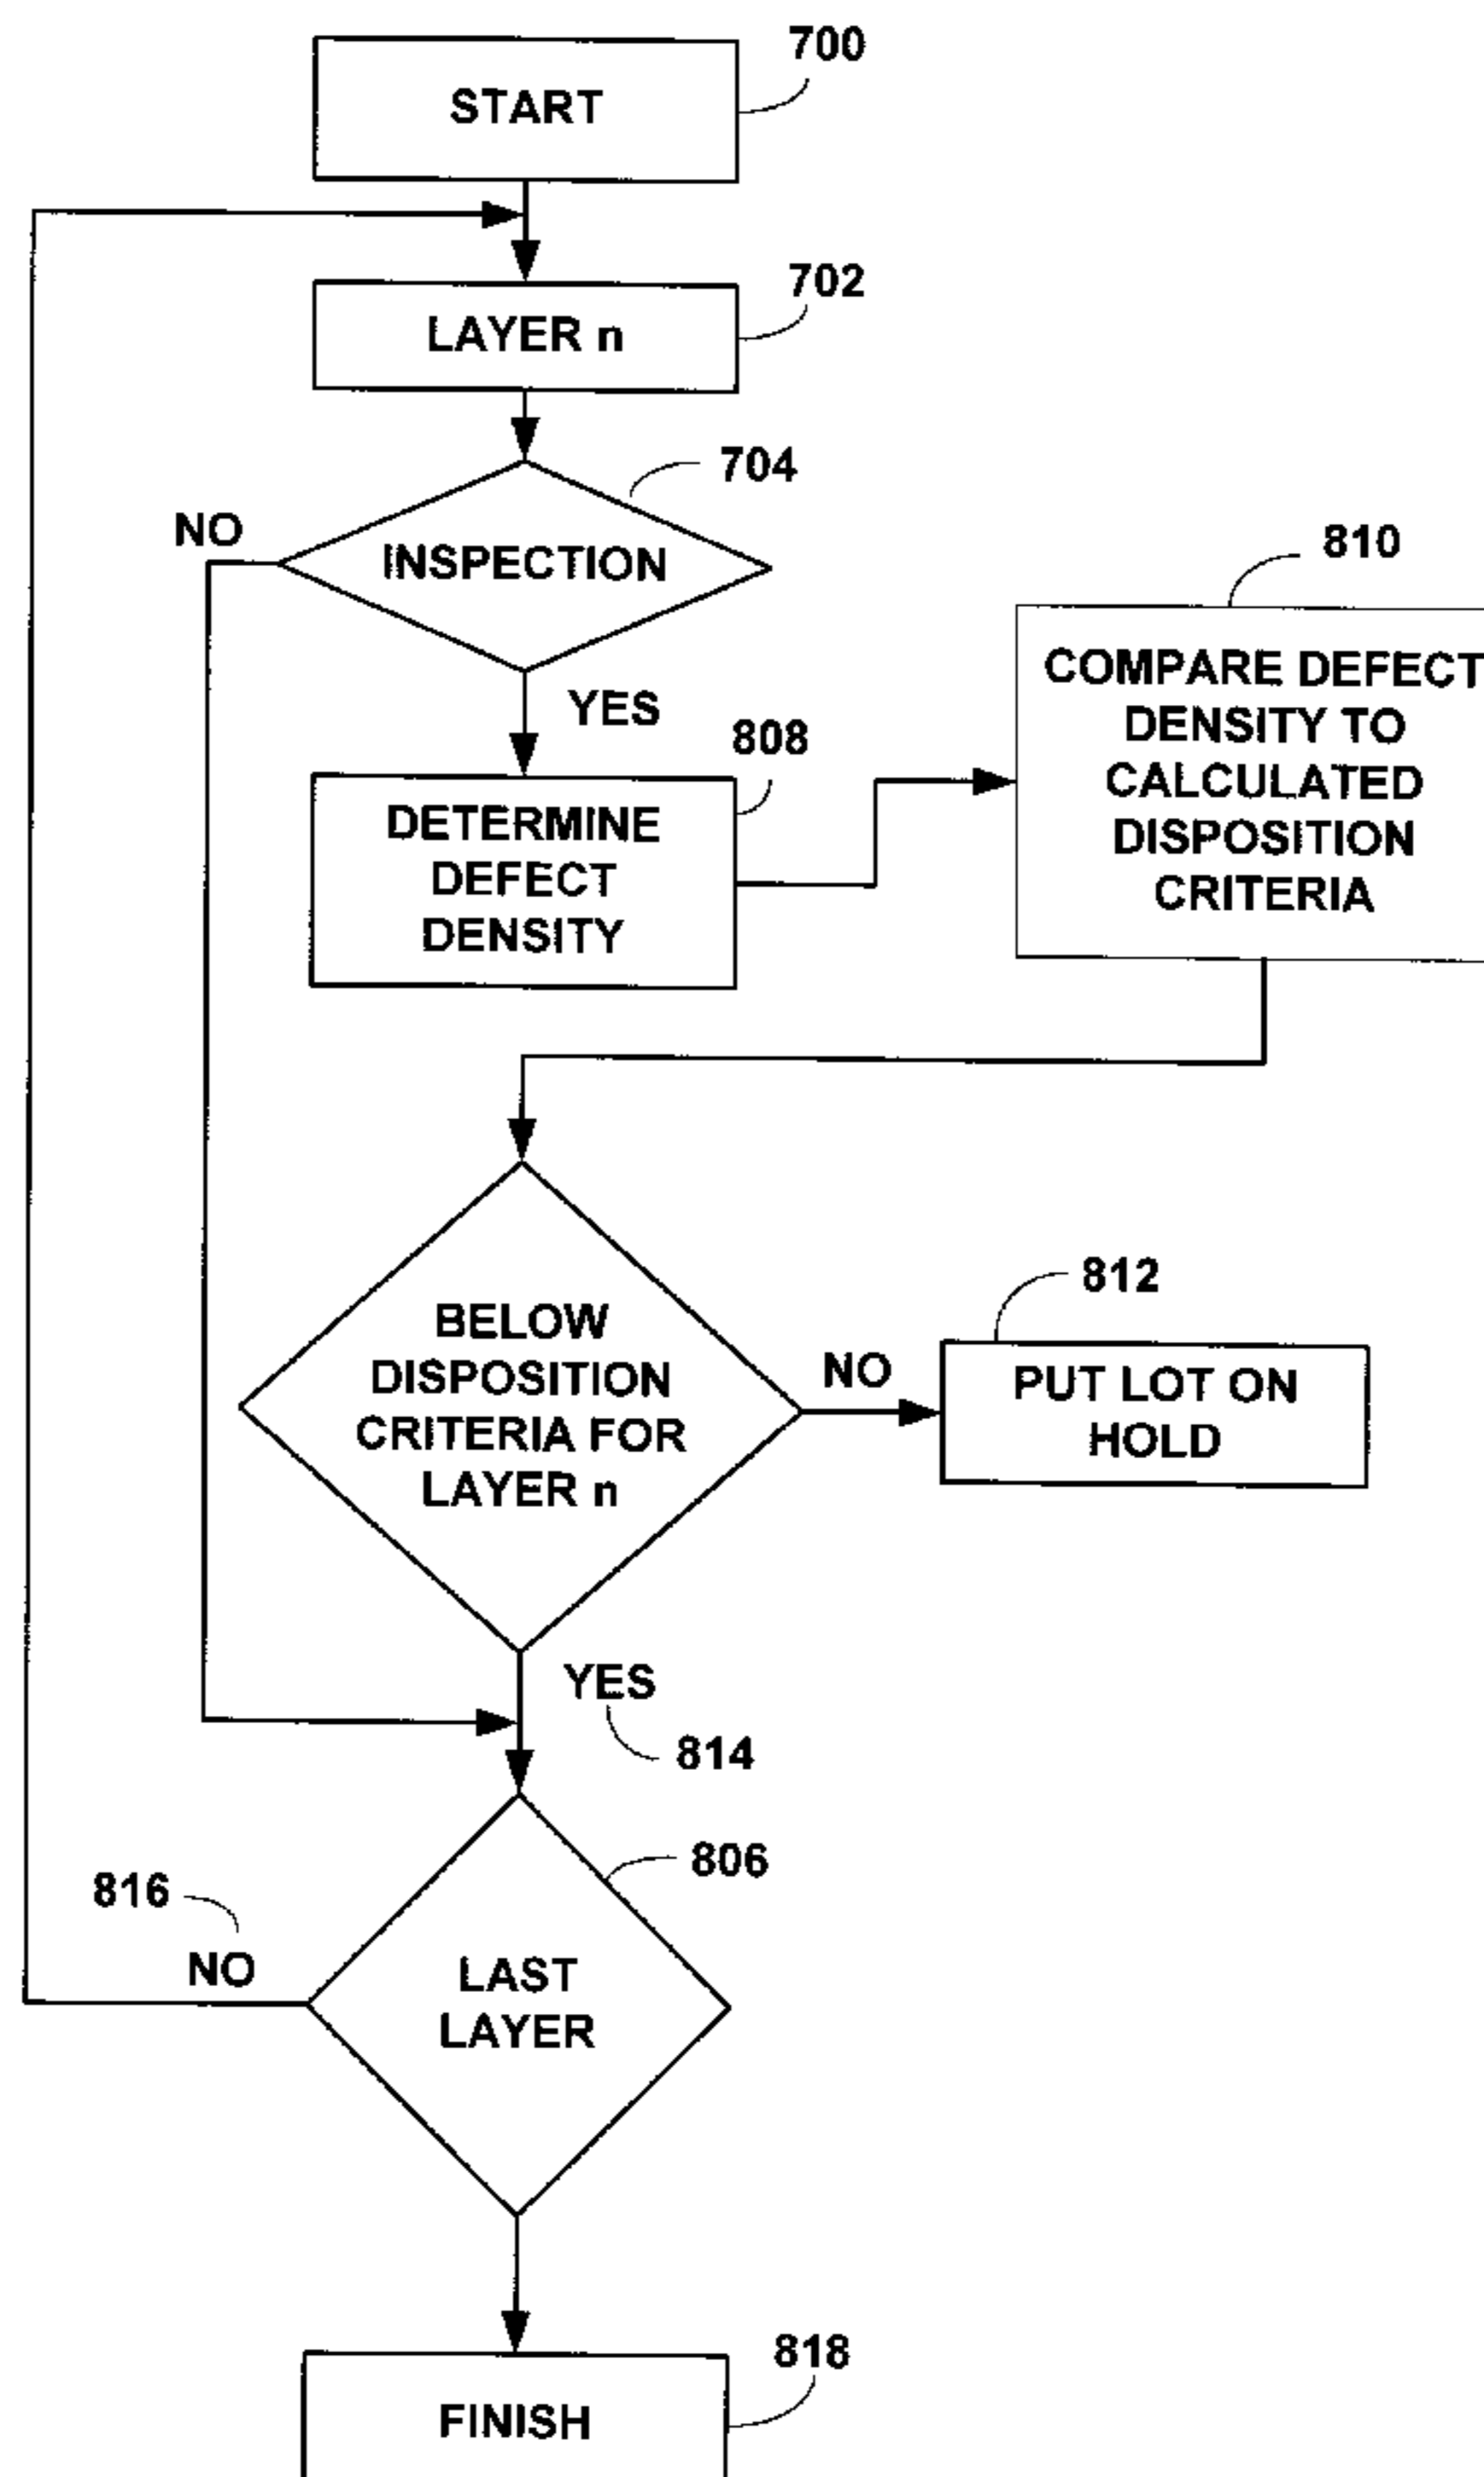 700
START
702
LAYER n
704
NO
INSPECTION
810
YES
808
COMPARE DEFECT
DENSITY TO
CALCULATED
DISPOSITION
CRITERIA
DETERMINE
DEFECT
DENSITY
812
BELOW
DISPOSITION
CRITERIA FOR
LAYER n
NO
PUT LOT ON
HOLD
YES
814
806
816
NO
LAST
LAYER
818
FINISH